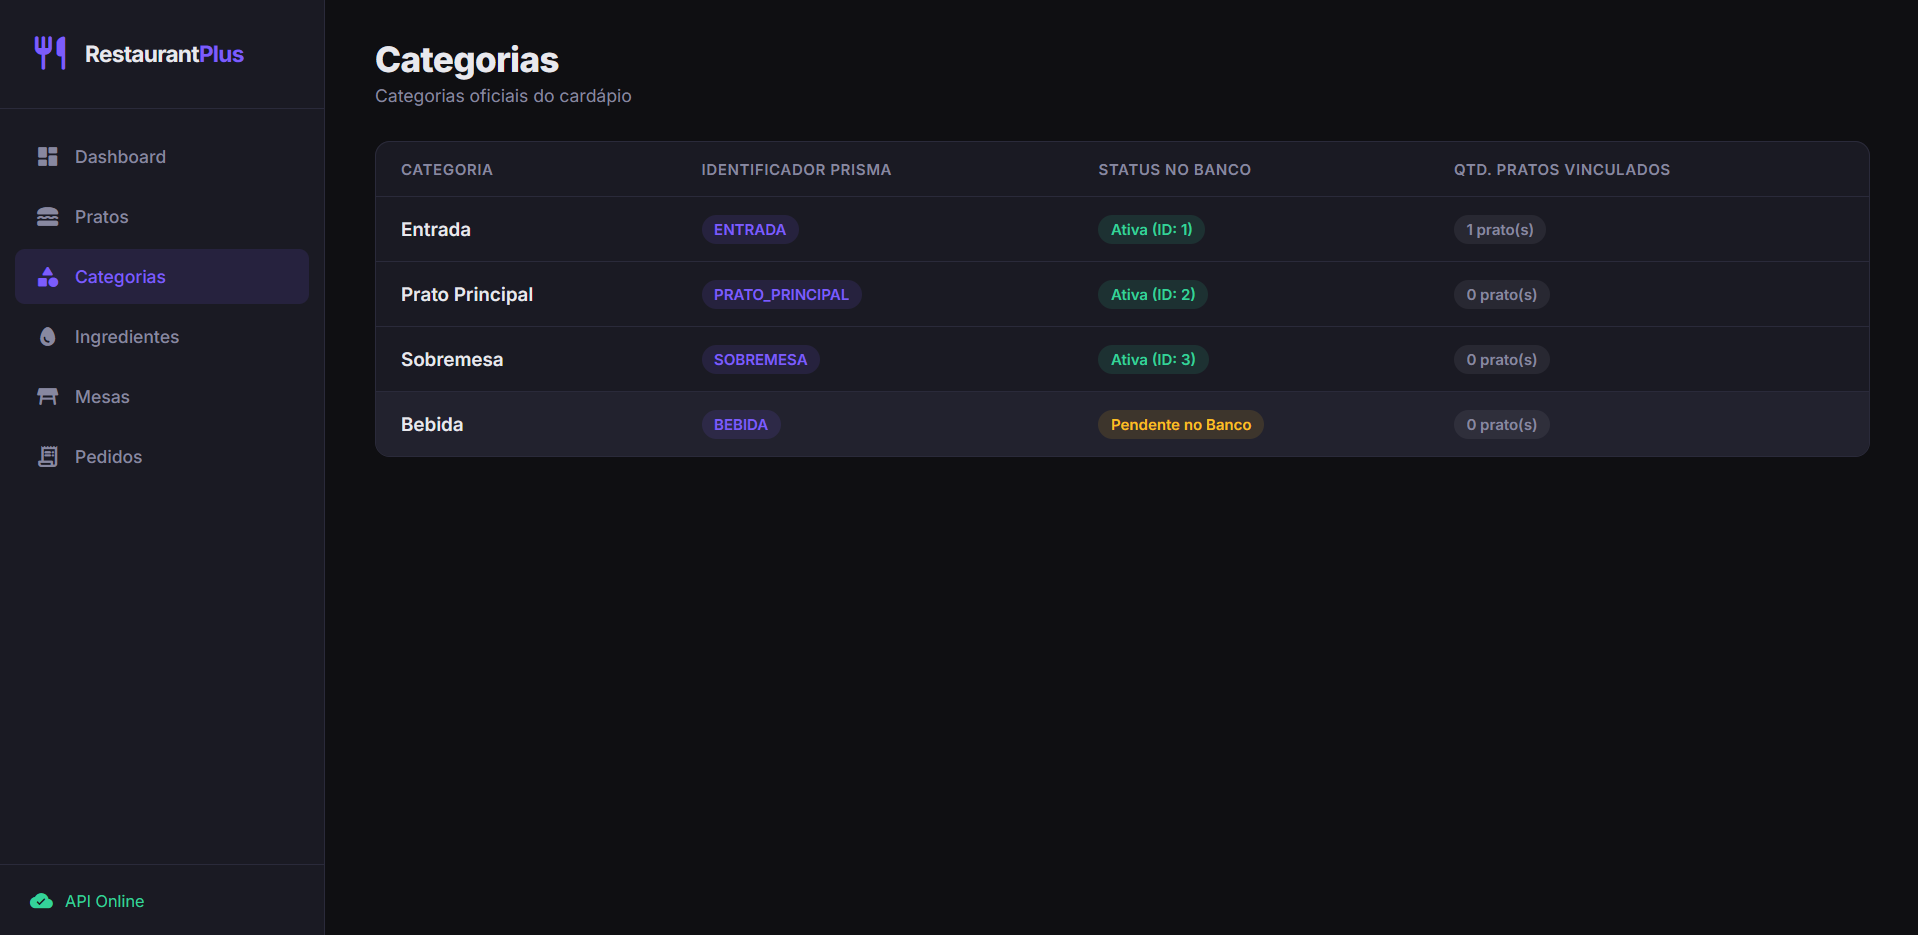 RestaurantPlus
Dashboard
Pratos
Categorias
Ingredientes
Mesas
Pedidos
API Online
Categorias
Categorias oficiais do cardápio
CATEGORIA IDENTIFICADOR PRISMA STATUS NO BANCO QTD. PRATOS VINCULADOS
Entrada ENTRADA Ativa (ID: 1) 1 prato(s)
Prato Principal PRATO_PRINCIPAL Ativa (ID: 2) 0 prato(s)
Sobremesa SOBREMESA Ativa (ID: 3) 0 prato(s)
Bebida BEBIDA Pendente no Banco 0 prato(s)